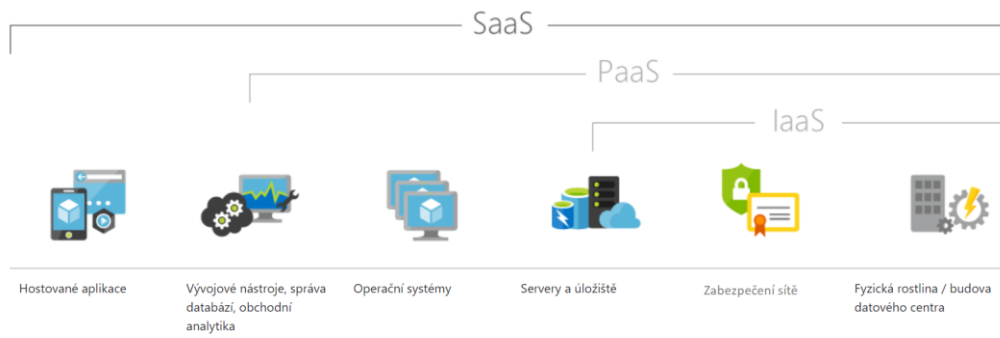 SaaS
PaaS
IaaS
Hostované aplikace
Vývojové nástroje, správa
databází, obchodní
analytika
Operační systémy
Servery a úložiště
Zabezpečení sítě
Fyzická rostlina / budova
datového centra